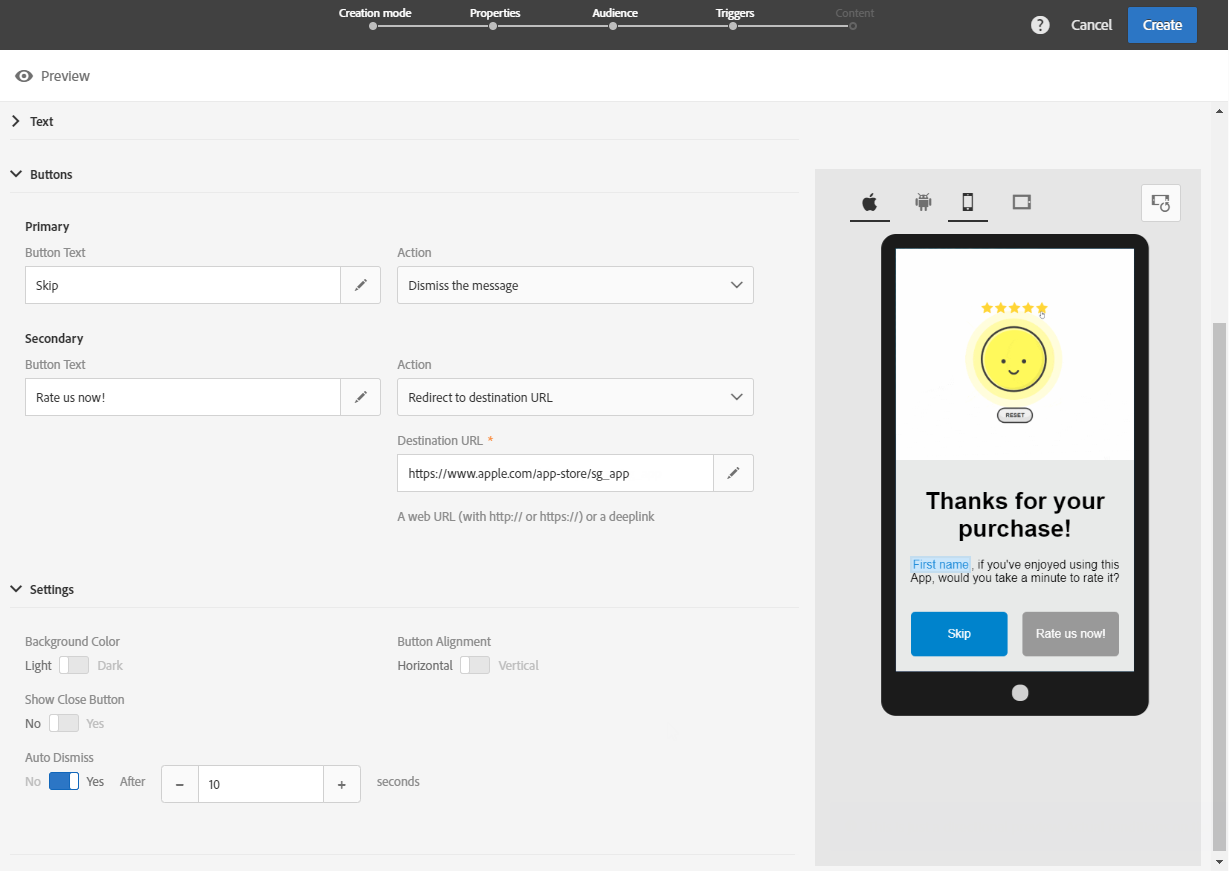 Creation mode
Properties
Audience
Triggers
Content
?
Cancel
Create
Preview
Text
Buttons
Primary
Button Text
Action
Skip
Dismiss the message
Secondary
Button Text
Action
Rate us now!
Redirect to destination URL
Destination URL *
https://www.apple.com/app-store/sg_app
A web URL (with http:// or https://) or a deeplink
Settings
Background Color
Light Dark
Button Alignment
Horizontal Vertical
Show Close Button
No Yes
Auto Dismiss
No Yes After − 10 + seconds
RESET
Thanks for your
purchase!
First name , if you've enjoyed using this
App, would you take a minute to rate it?
Skip
Rate us now!